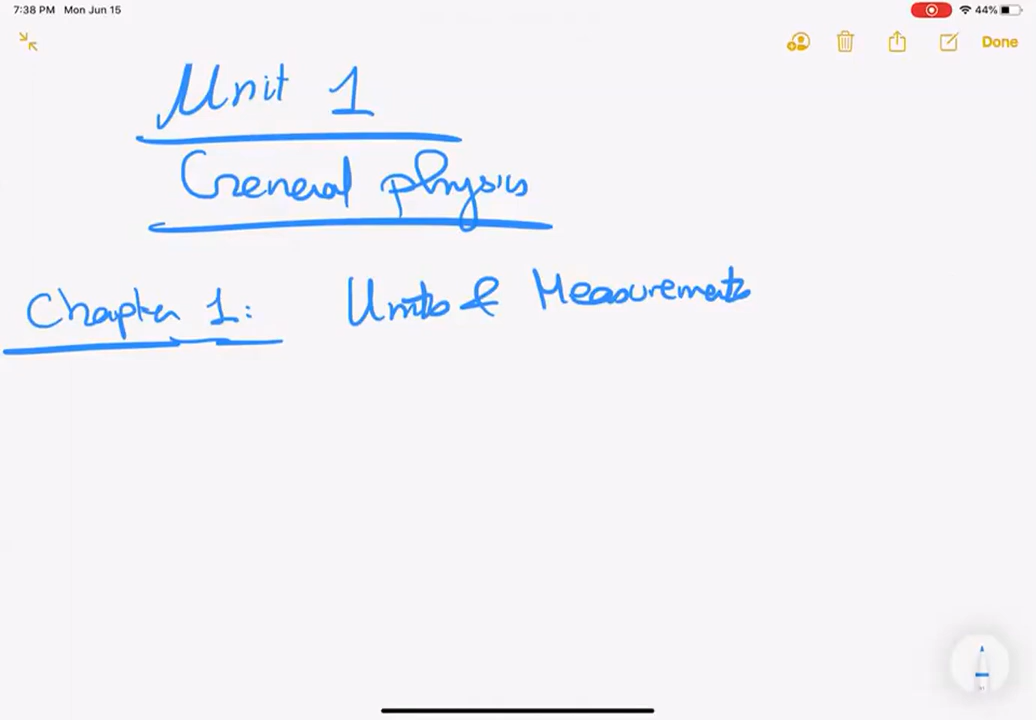 7:38 PM Mon Jun 15
44%
Done
Unit 1
General physics
Chapter 1: Units & Measurements